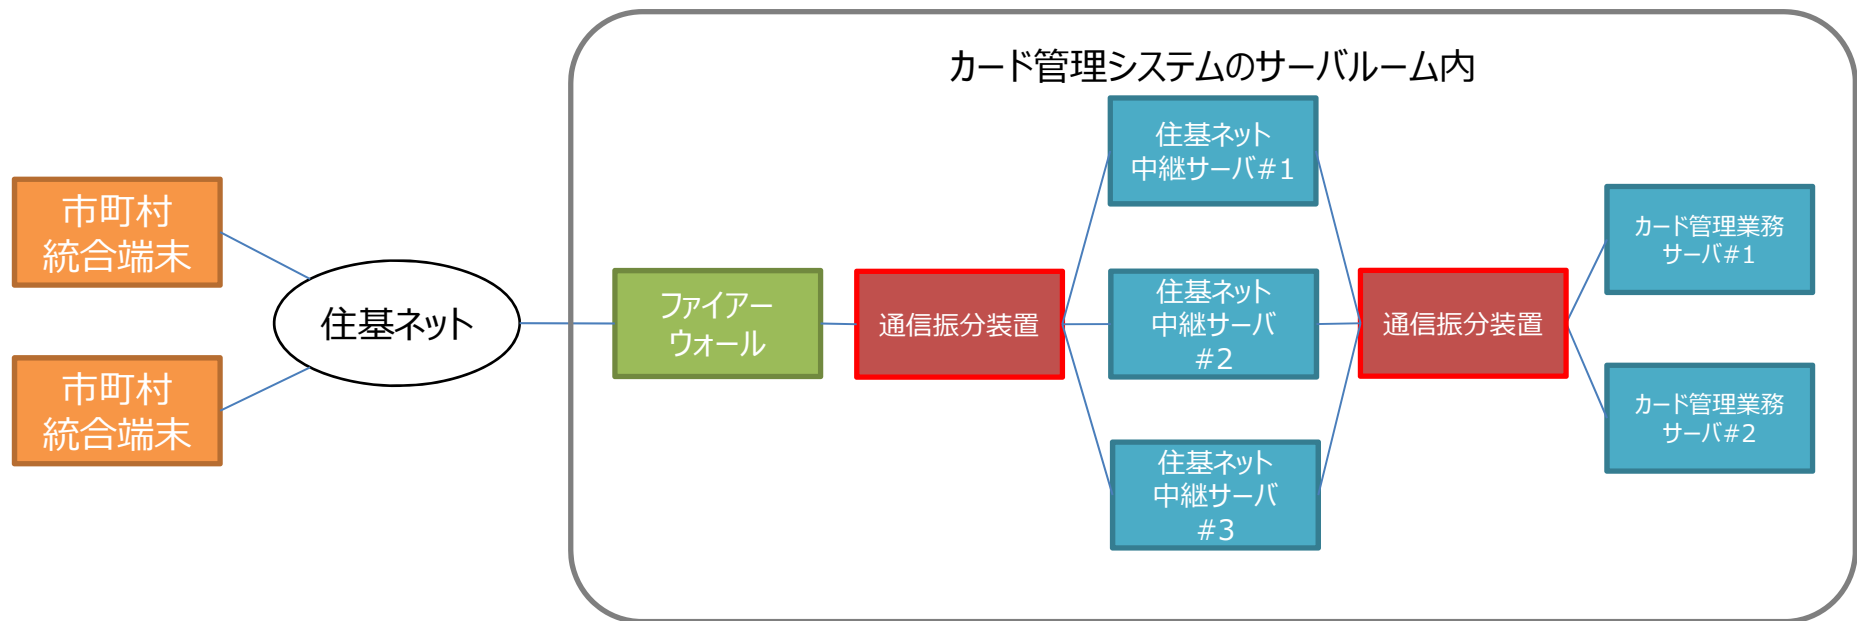 カード管理システムのサーバルーム内
市町村
統合端末
市町村
統合端末
住基ネット
ファイアー
ウォール
通信振分装置
住基ネット
中継サーバ#1
住基ネット
中継サーバ
#2
住基ネット
中継サーバ
#3
通信振分装置
カード管理業務
サーバ#1
カード管理業務
サーバ#2